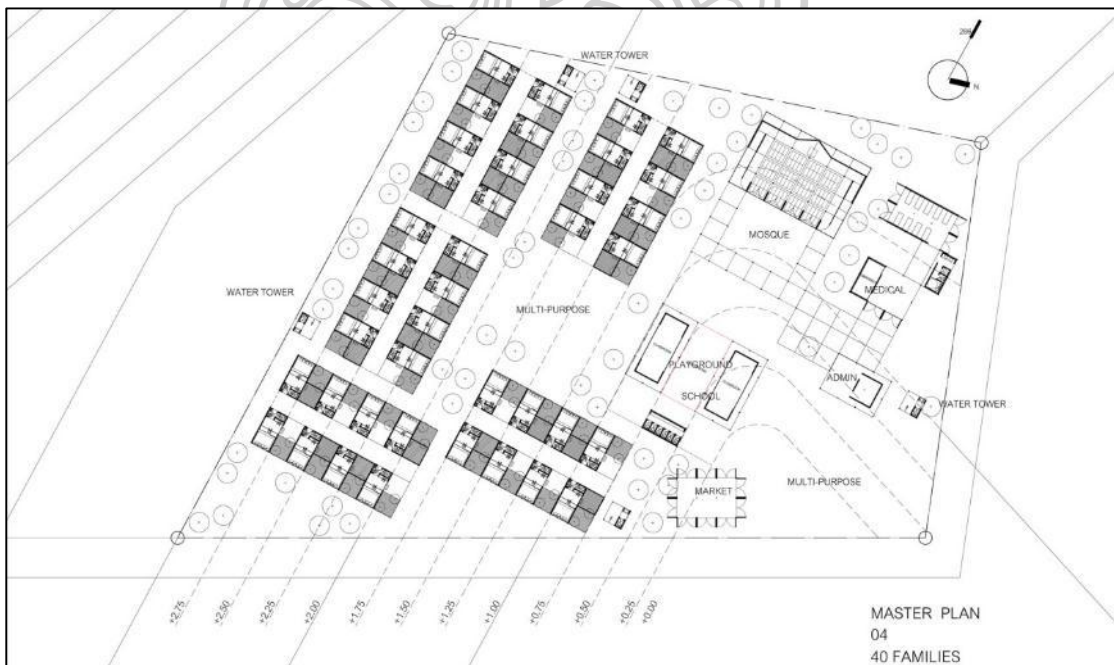 WATER TOWER
N
WATER TOWER
MOSQUE
MEDICAL
MULTI-PURPOSE
PLAYGROUND
SCHOOL
ADMIN
WATER TOWER
MARKET
MULTI-PURPOSE
+2.75
+2.50
+2.25
+2.00
+1.75
+1.50
+1.25
+1.00
+0.75
+0.50
+0.25
+0.00
MASTER PLAN
04
40 FAMILIES